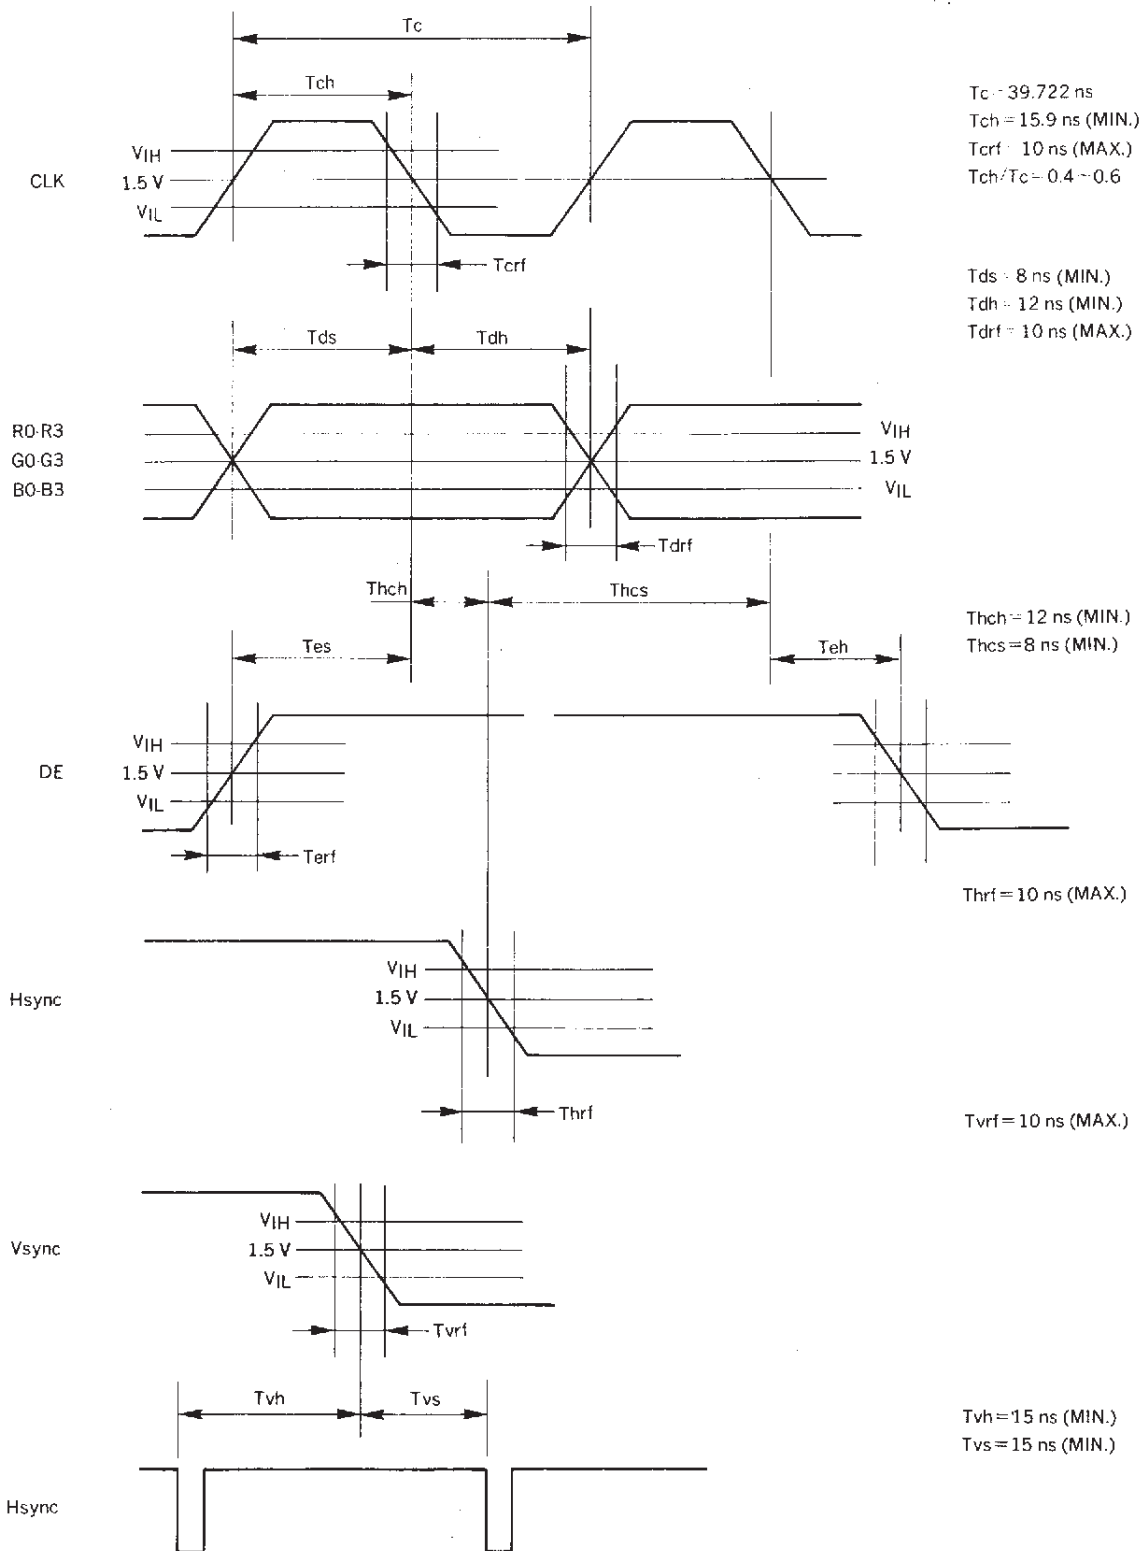 Tc
Tch
VIH
CLK
1.5 V
VIL
Tcrf
Tc = 39.722 ns
Tch = 15.9 ns (MIN.)
Tcrf = 10 ns (MAX.)
Tch/Tc = 0.4 ~ 0.6
Tds = 8 ns (MIN.)
Tdh = 12 ns (MIN.)
Tdrf = 10 ns (MAX.)
Tds
Tdh
R0-R3
G0-G3
B0-B3
VIH
1.5 V
VIL
Tdrf
Thch
Thcs
Thch = 12 ns (MIN.)
Thcs = 8 ns (MIN.)
Tes
Teh
VIH
DE
1.5 V
VIL
Terf
Thrf = 10 ns (MAX.)
VIH
Hsync
1.5 V
VIL
Thrf
Tvrf = 10 ns (MAX.)
VIH
Vsync
1.5 V
VIL
Tvrf
Tvh
Tvs
Tvh = 15 ns (MIN.)
Tvs = 15 ns (MIN.)
Hsync